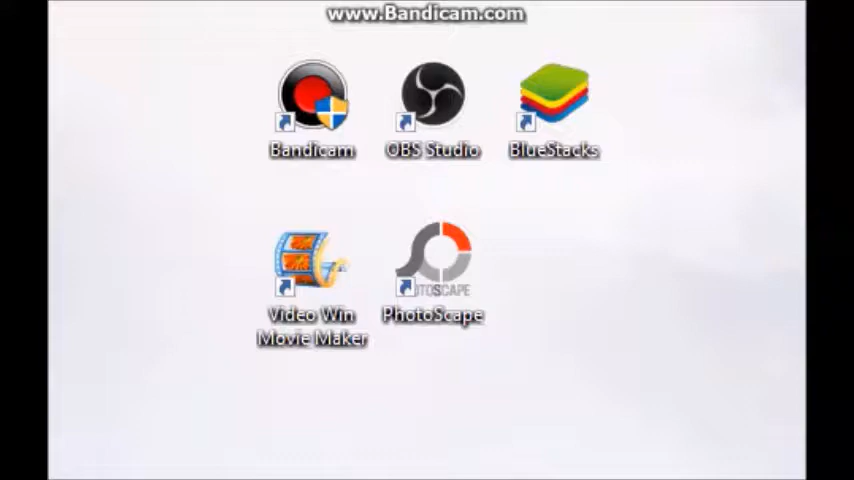 www.Bandicam.com
Bandicam
OBS Studio
BlueStacks
Video Win
Movie Maker
PhotoScape